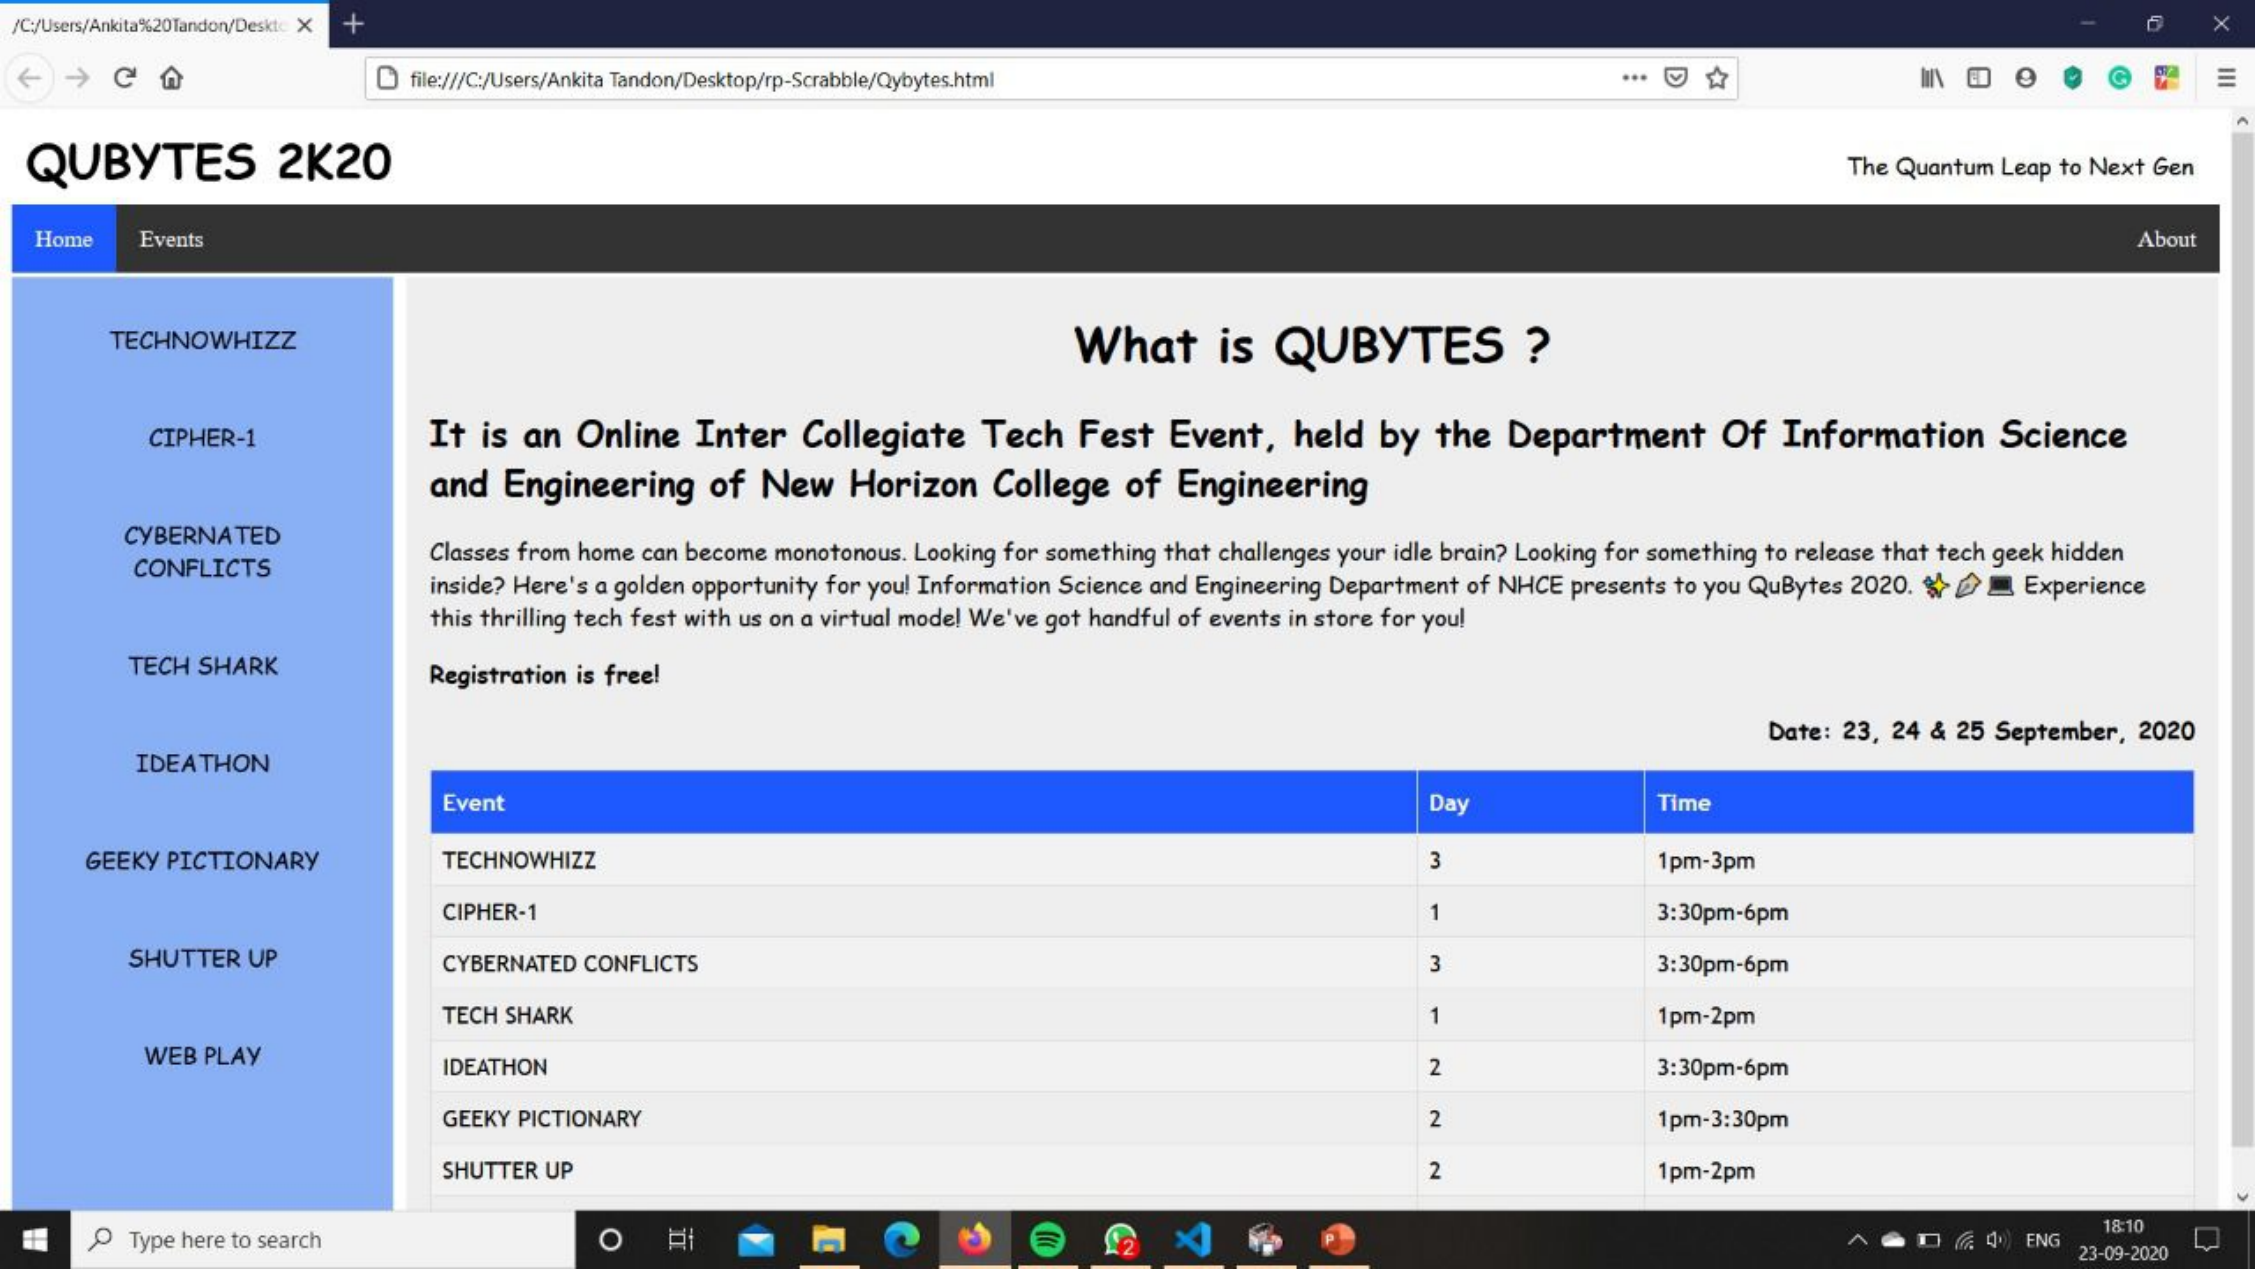 /C:/Users/Ankita%20Tandon/Deskto
file:///C:/Users/Ankita Tandon/Desktop/rp-Scrabble/Qybytes.html
QUBYTES 2K20
The Quantum Leap to Next Gen
Home Events About
TECHNOWHIZZ
CIPHER-1
CYBERNATED
CONFLICTS
TECH SHARK
IDEATHON
GEEKY PICTIONARY
SHUTTER UP
WEB PLAY
What is QUBYTES ?
It is an Online Inter Collegiate Tech Fest Event, held by the Department Of Information Science
and Engineering of New Horizon College of Engineering
Classes from home can become monotonous. Looking for something that challenges your idle brain? Looking for something to release that tech geek hidden
inside? Here's a golden opportunity for you! Information Science and Engineering Department of NHCE presents to you QuBytes 2020. ✨🖋💻 Experience
this thrilling tech fest with us on a virtual mode! We've got handful of events in store for you!
Registration is free!
Date: 23, 24 & 25 September, 2020
Event Day Time
TECHNOWHIZZ 3 1pm-3pm
CIPHER-1 1 3:30pm-6pm
CYBERNATED CONFLICTS 3 3:30pm-6pm
TECH SHARK 1 1pm-2pm
IDEATHON 2 3:30pm-6pm
GEEKY PICTIONARY 2 1pm-3:30pm
SHUTTER UP 2 1pm-2pm
Type here to search
2
ENG
18:10
23-09-2020